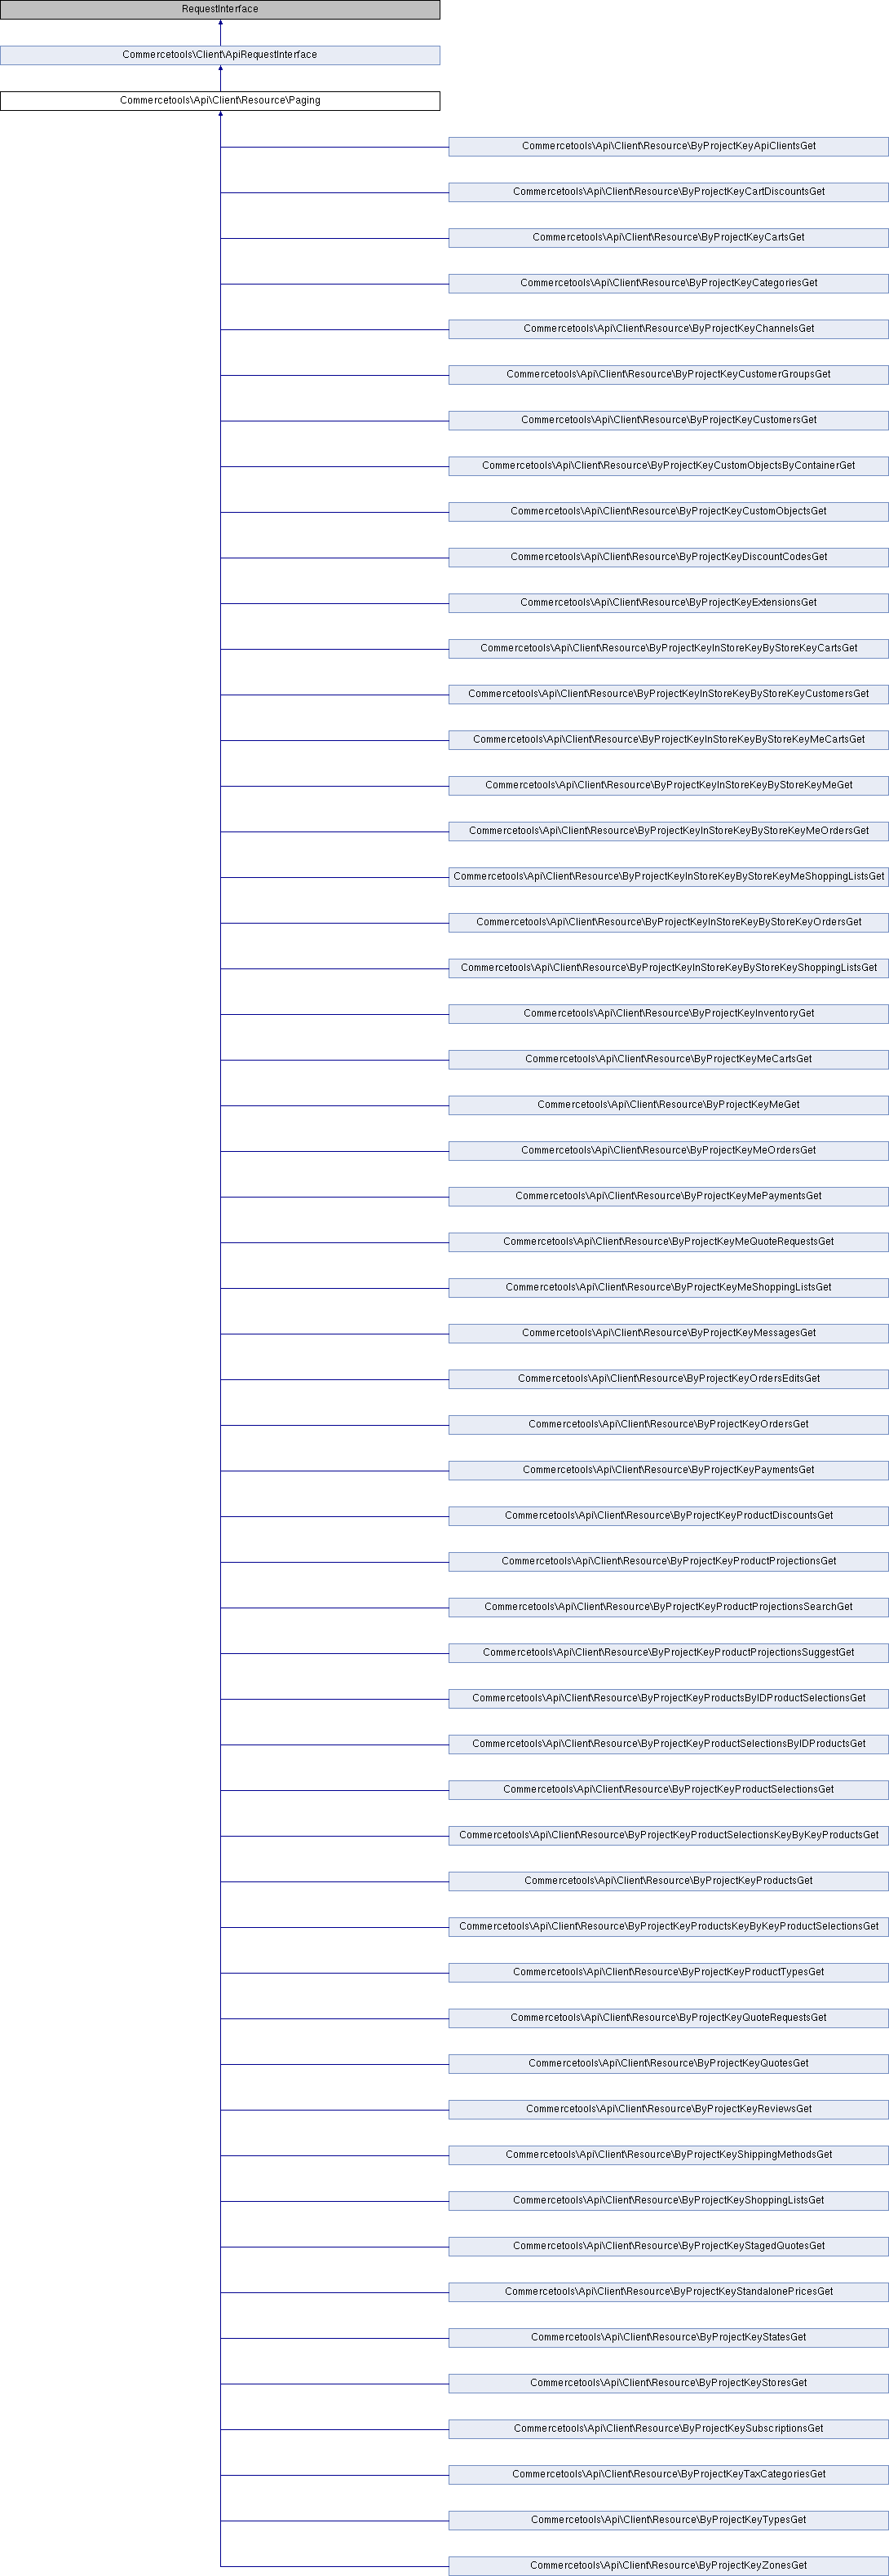 RequestInterface
Commercetools\Client\ApiRequestInterface
Commercetools\Api\Client\Resource\Paging
Commercetools\Api\Client\Resource\ByProjectKeyApiClientsGet
Commercetools\Api\Client\Resource\ByProjectKeyCartDiscountsGet
Commercetools\Api\Client\Resource\ByProjectKeyCartsGet
Commercetools\Api\Client\Resource\ByProjectKeyCategoriesGet
Commercetools\Api\Client\Resource\ByProjectKeyChannelsGet
Commercetools\Api\Client\Resource\ByProjectKeyCustomerGroupsGet
Commercetools\Api\Client\Resource\ByProjectKeyCustomersGet
Commercetools\Api\Client\Resource\ByProjectKeyCustomObjectsByContainerGet
Commercetools\Api\Client\Resource\ByProjectKeyCustomObjectsGet
Commercetools\Api\Client\Resource\ByProjectKeyDiscountCodesGet
Commercetools\Api\Client\Resource\ByProjectKeyExtensionsGet
Commercetools\Api\Client\Resource\ByProjectKeyInStoreKeyByStoreKeyCartsGet
Commercetools\Api\Client\Resource\ByProjectKeyInStoreKeyByStoreKeyCustomersGet
Commercetools\Api\Client\Resource\ByProjectKeyInStoreKeyByStoreKeyMeCartsGet
Commercetools\Api\Client\Resource\ByProjectKeyInStoreKeyByStoreKeyMeGet
Commercetools\Api\Client\Resource\ByProjectKeyInStoreKeyByStoreKeyMeOrdersGet
Commercetools\Api\Client\Resource\ByProjectKeyInStoreKeyByStoreKeyMeShoppingListsGet
Commercetools\Api\Client\Resource\ByProjectKeyInStoreKeyByStoreKeyOrdersGet
Commercetools\Api\Client\Resource\ByProjectKeyInStoreKeyByStoreKeyShoppingListsGet
Commercetools\Api\Client\Resource\ByProjectKeyInventoryGet
Commercetools\Api\Client\Resource\ByProjectKeyMeCartsGet
Commercetools\Api\Client\Resource\ByProjectKeyMeGet
Commercetools\Api\Client\Resource\ByProjectKeyMeOrdersGet
Commercetools\Api\Client\Resource\ByProjectKeyMePaymentsGet
Commercetools\Api\Client\Resource\ByProjectKeyMeQuoteRequestsGet
Commercetools\Api\Client\Resource\ByProjectKeyMeShoppingListsGet
Commercetools\Api\Client\Resource\ByProjectKeyMessagesGet
Commercetools\Api\Client\Resource\ByProjectKeyOrdersEditsGet
Commercetools\Api\Client\Resource\ByProjectKeyOrdersGet
Commercetools\Api\Client\Resource\ByProjectKeyPaymentsGet
Commercetools\Api\Client\Resource\ByProjectKeyProductDiscountsGet
Commercetools\Api\Client\Resource\ByProjectKeyProductProjectionsGet
Commercetools\Api\Client\Resource\ByProjectKeyProductProjectionsSearchGet
Commercetools\Api\Client\Resource\ByProjectKeyProductProjectionsSuggestGet
Commercetools\Api\Client\Resource\ByProjectKeyProductsByIDProductSelectionsGet
Commercetools\Api\Client\Resource\ByProjectKeyProductSelectionsByIDProductsGet
Commercetools\Api\Client\Resource\ByProjectKeyProductSelectionsGet
Commercetools\Api\Client\Resource\ByProjectKeyProductSelectionsKeyByKeyProductsGet
Commercetools\Api\Client\Resource\ByProjectKeyProductsGet
Commercetools\Api\Client\Resource\ByProjectKeyProductsKeyByKeyProductSelectionsGet
Commercetools\Api\Client\Resource\ByProjectKeyProductTypesGet
Commercetools\Api\Client\Resource\ByProjectKeyQuoteRequestsGet
Commercetools\Api\Client\Resource\ByProjectKeyQuotesGet
Commercetools\Api\Client\Resource\ByProjectKeyReviewsGet
Commercetools\Api\Client\Resource\ByProjectKeyShippingMethodsGet
Commercetools\Api\Client\Resource\ByProjectKeyShoppingListsGet
Commercetools\Api\Client\Resource\ByProjectKeyStagedQuotesGet
Commercetools\Api\Client\Resource\ByProjectKeyStandalonePricesGet
Commercetools\Api\Client\Resource\ByProjectKeyStatesGet
Commercetools\Api\Client\Resource\ByProjectKeyStoresGet
Commercetools\Api\Client\Resource\ByProjectKeySubscriptionsGet
Commercetools\Api\Client\Resource\ByProjectKeyTaxCategoriesGet
Commercetools\Api\Client\Resource\ByProjectKeyTypesGet
Commercetools\Api\Client\Resource\ByProjectKeyZonesGet